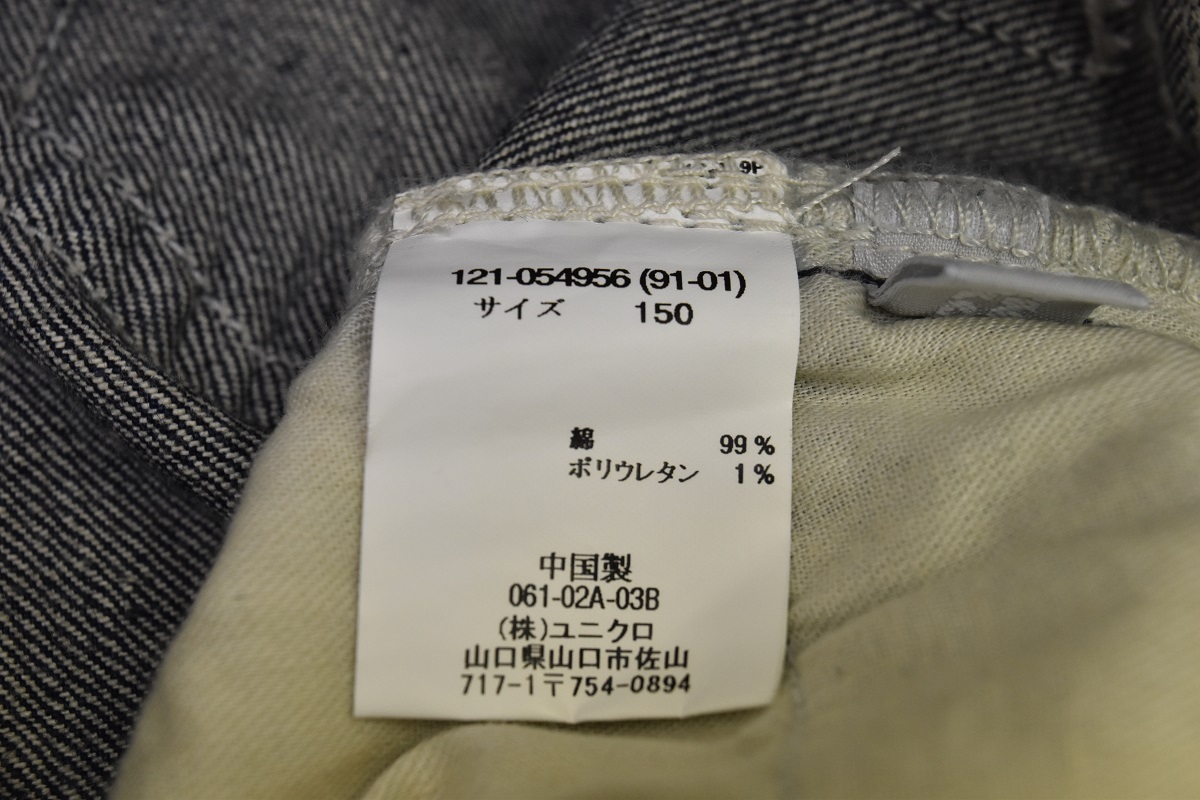 121-054956 (91-01)
サイズ 150
綿 99%
ポリウレタン 1%
中国製
061-02A-03B
(株)ユニクロ
山口県山口市佐山
717-1〒754-0894